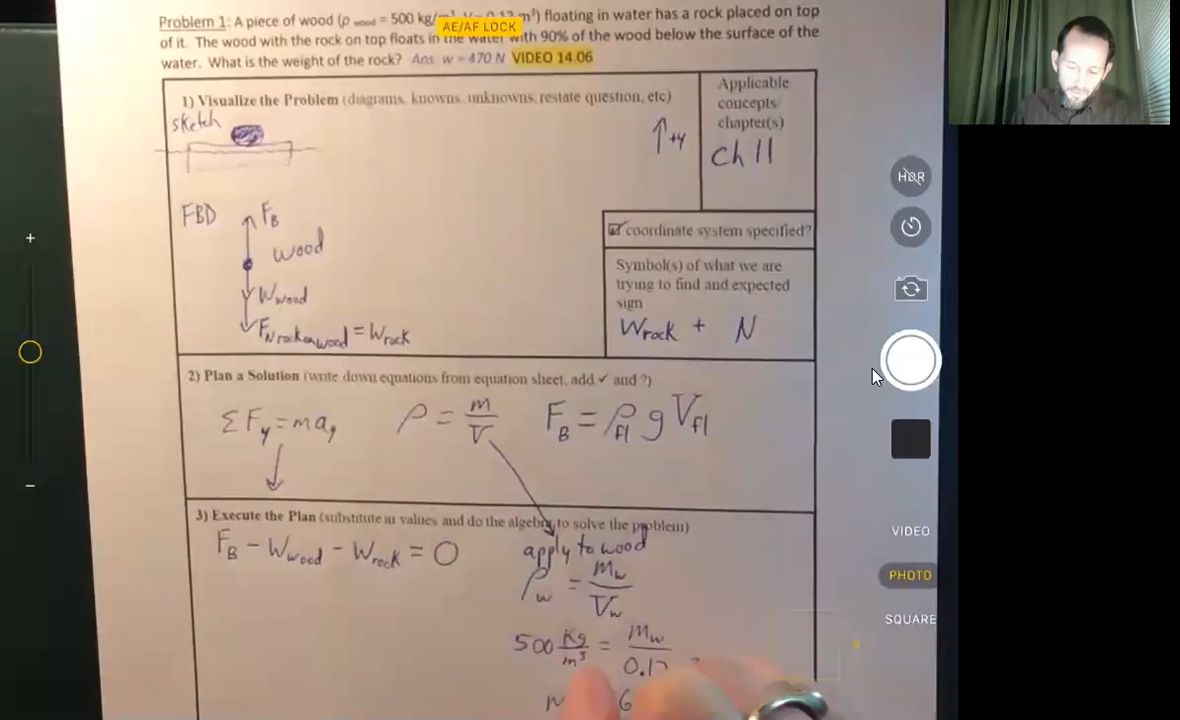 Problem 1: A piece of wood (ρ wood = 500 kg/ m³) floating in water has a rock placed on top
AE/AF LOCK
of it. The wood with the rock on top floats in the water with 90% of the wood below the surface of the
water. What is the weight of the rock? Ans. w = 470 N VIDEO 14.06
1) Visualize the Problem (diagrams, knowns, unknowns, restate question, etc)
Applicable
concepts/
chapter(s)
Ch 11
sketch
↑+y
FBD
F_B
wood
W_wood
F_N rock on wood = W_rock
☑ coordinate system specified?
Symbol(s) of what we are
trying to find and expected
sign
W_rock + N
2) Plan a Solution (write down equations from equation sheet, add ✓ and ?)
ΣF_y = ma_y
ρ = m/V
F_B = ρ_fl g V_fl
3) Execute the Plan (substitute in values and do the algebra to solve the problem)
F_B - W_wood - W_rock = 0
apply to wood
ρ_w = m_w/V_w
500 kg/m³ = m_w/0.12
6
HDR
VIDEO
PHOTO
SQUARE